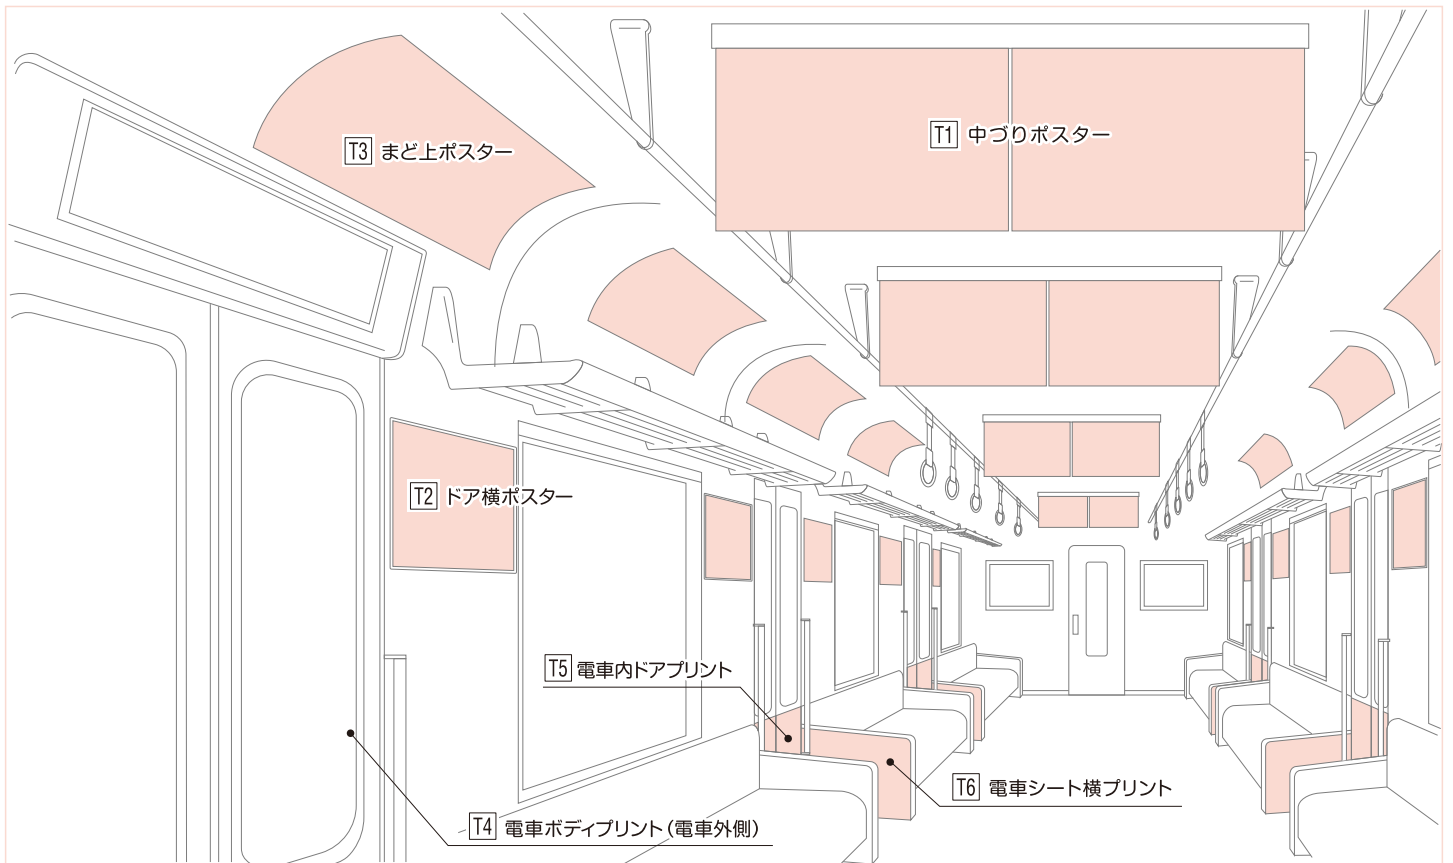 T1 中づりポスター
T3 まど上ポスター
T2 ドア横ポスター
T5 電車内ドアプリント
T6 電車シート横プリント
T4 電車ボディプリント(電車外側)